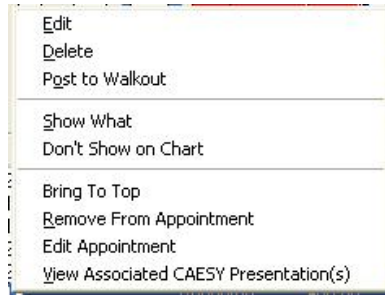 Edit
Delete
Post to Walkout
Show What
Don't Show on Chart
Bring To Top
Remove From Appointment
Edit Appointment
View Associated CAESY Presentation(s)